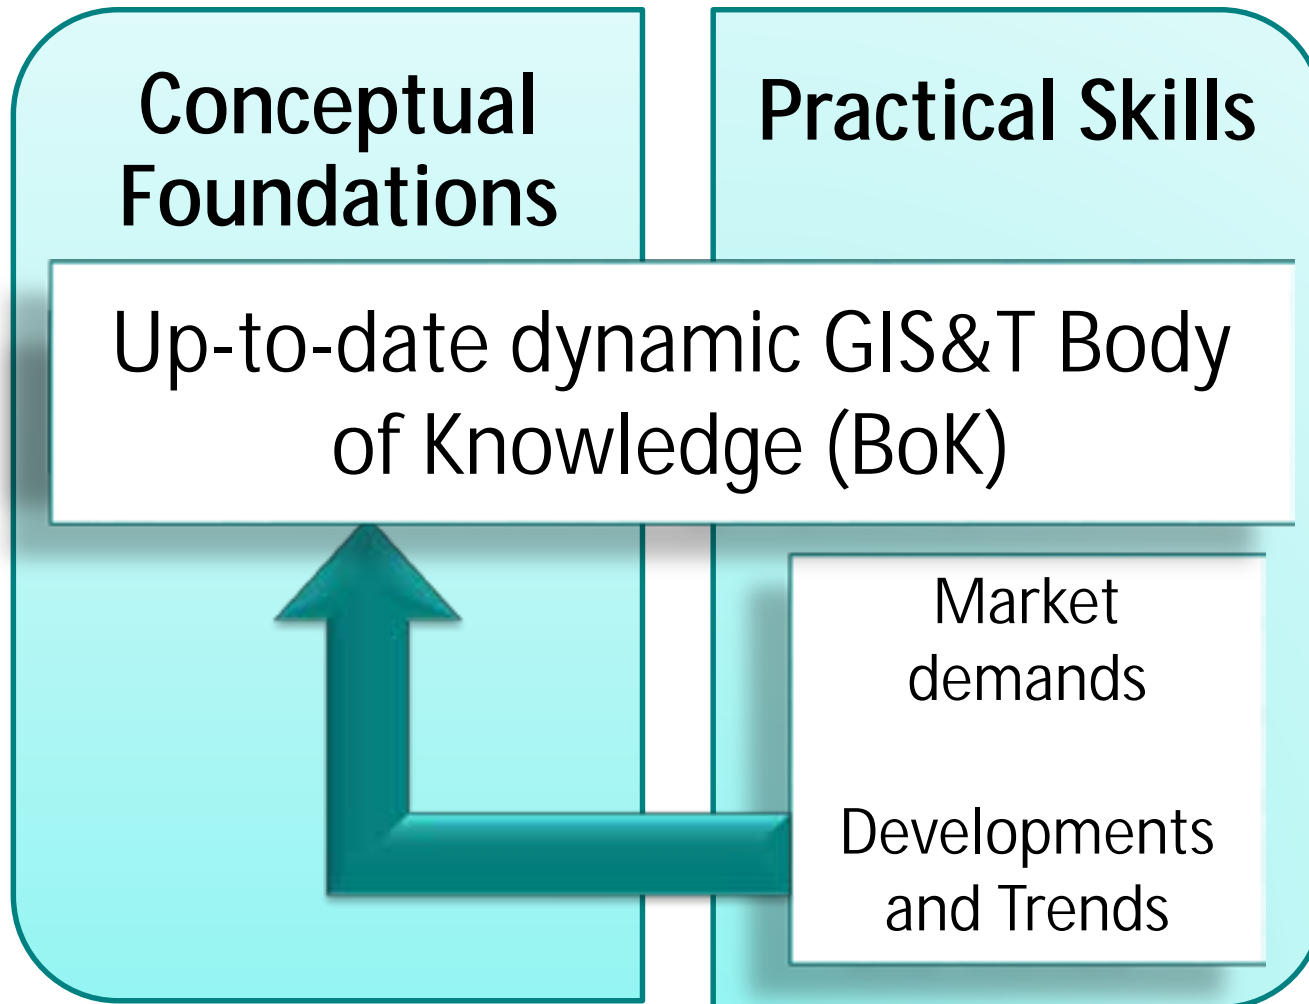 Conceptual
Foundations
Practical Skills
Up-to-date dynamic GIS&T Body
of Knowledge (BoK)
Market
demands
Developments
and Trends